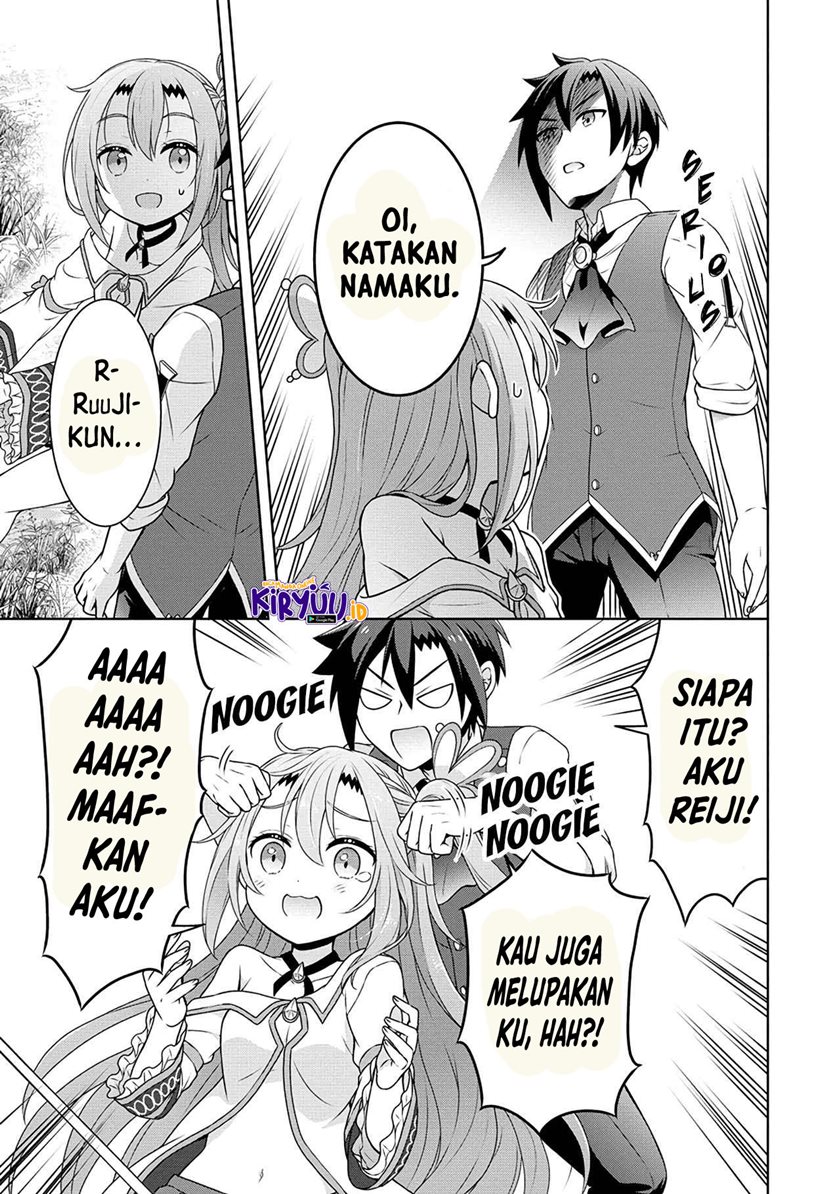 OI,
KATAKAN
NAMAKU.
SERIOUS
R-
RUUJI-
KUN...
KIRYUU.ID
SIAPA
ITU?
AKU
REIJI!
NOOGIE
NOOGIE
NOOGIE
KAU JUGA
MELUPAKAN
KU, HAH?!
AAAA
AAAA
AAH?!
MAAF-
KAN
AKU!